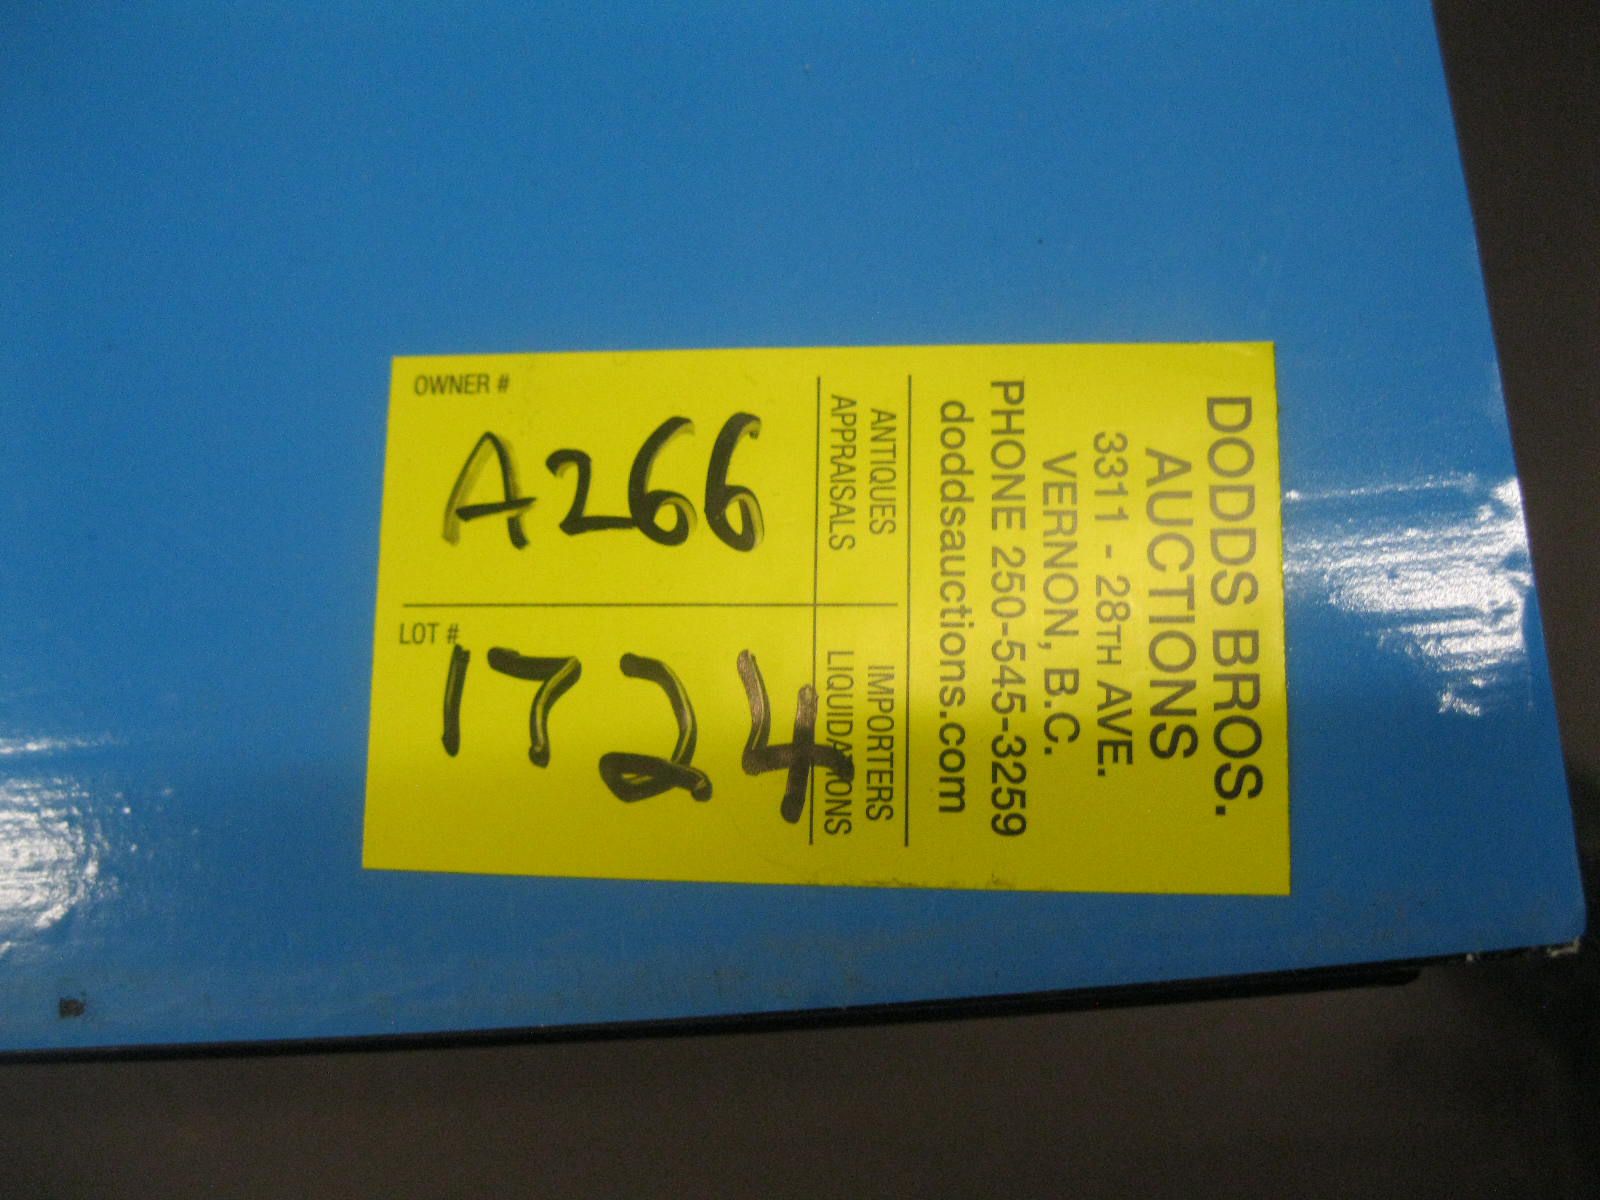 DODDS BROS.
AUCTIONS
3311 - 28TH AVE.
VERNON, B.C.
PHONE 250-545-3259
doddsauctions.com
ANTIQUES IMPORTERS
APPRAISALS LIQUIDATIONS
OWNER #
A266
LOT #
1724